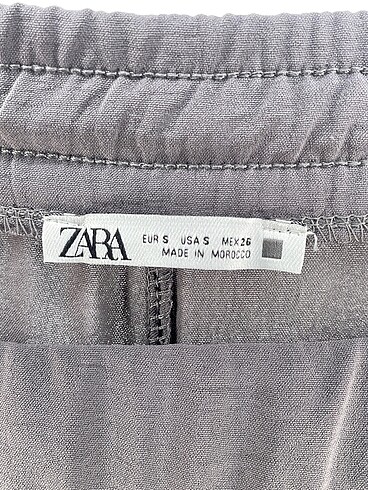 ZARA
EUR S USA S MEX 26
MADE IN MOROCCO